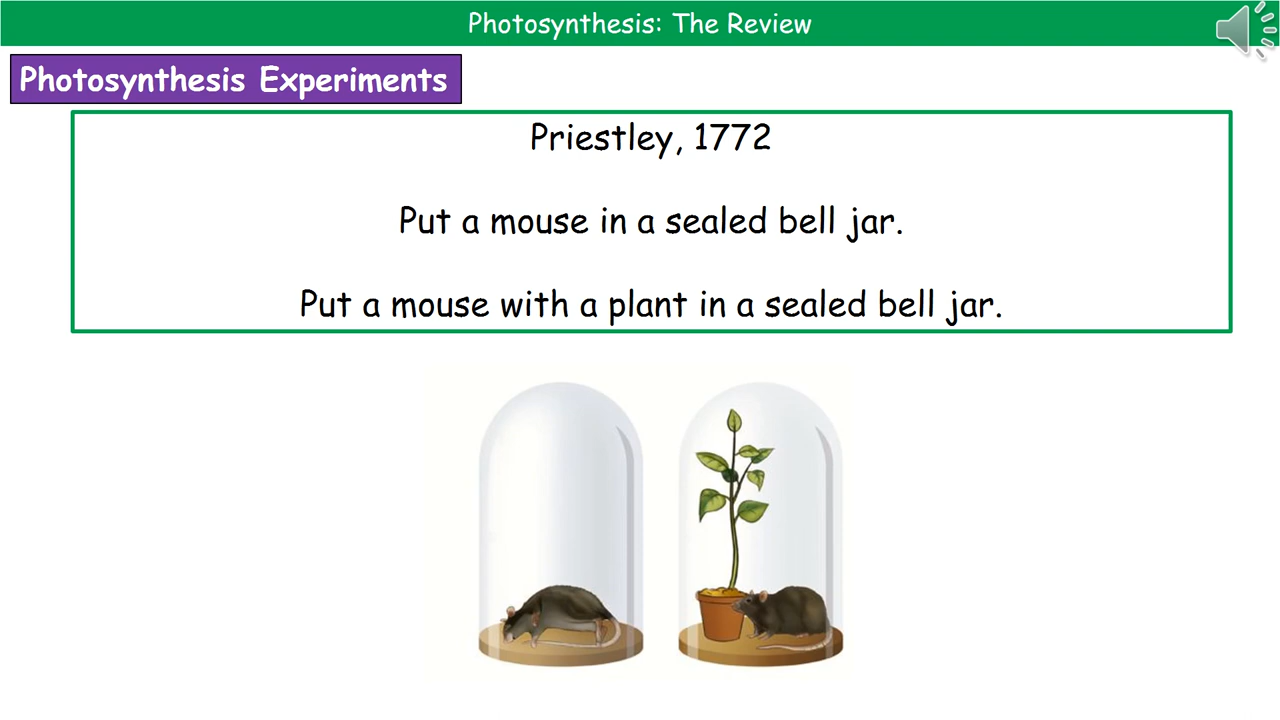 Photosynthesis: The Review
Photosynthesis Experiments
Priestley, 1772
Put a mouse in a sealed bell jar.
Put a mouse with a plant in a sealed bell jar.